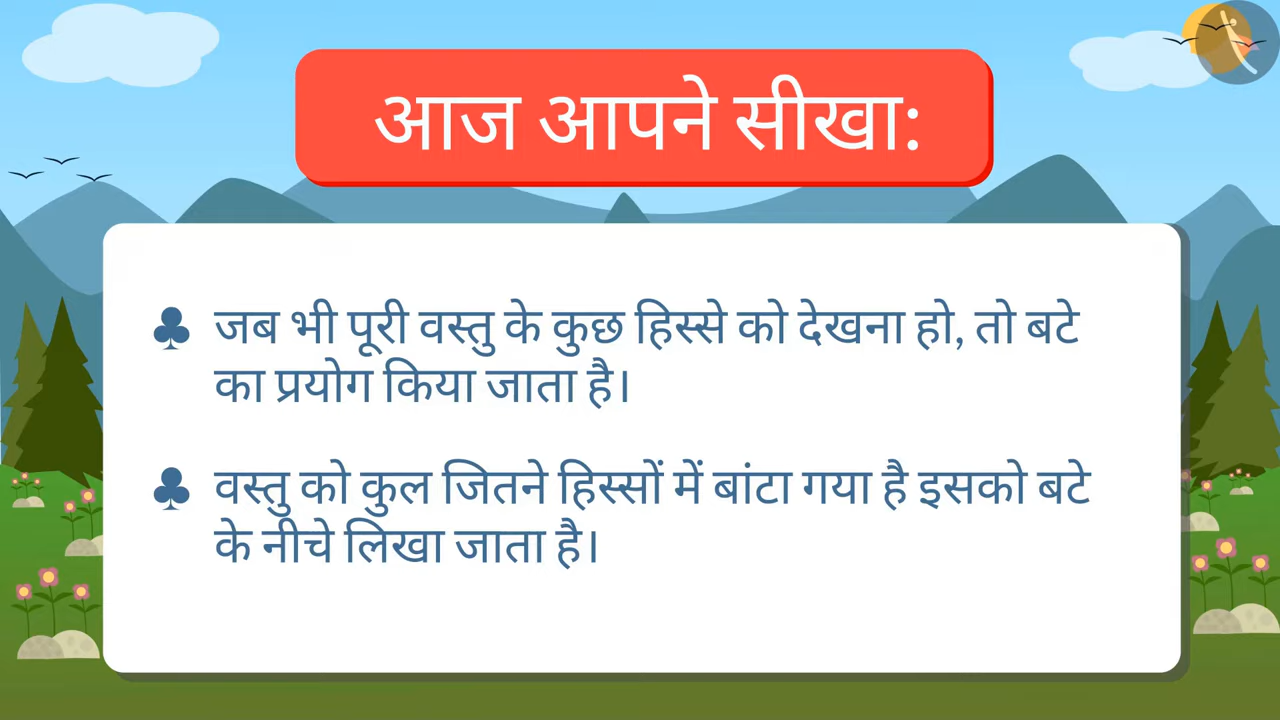 आज आपने सीखा:
♣ जब भी पूरी वस्तु के कुछ हिस्से को देखना हो, तो बटे
का प्रयोग किया जाता है।
♣ वस्तु को कुल जितने हिस्सों में बांटा गया है इसको बटे
के नीचे लिखा जाता है।